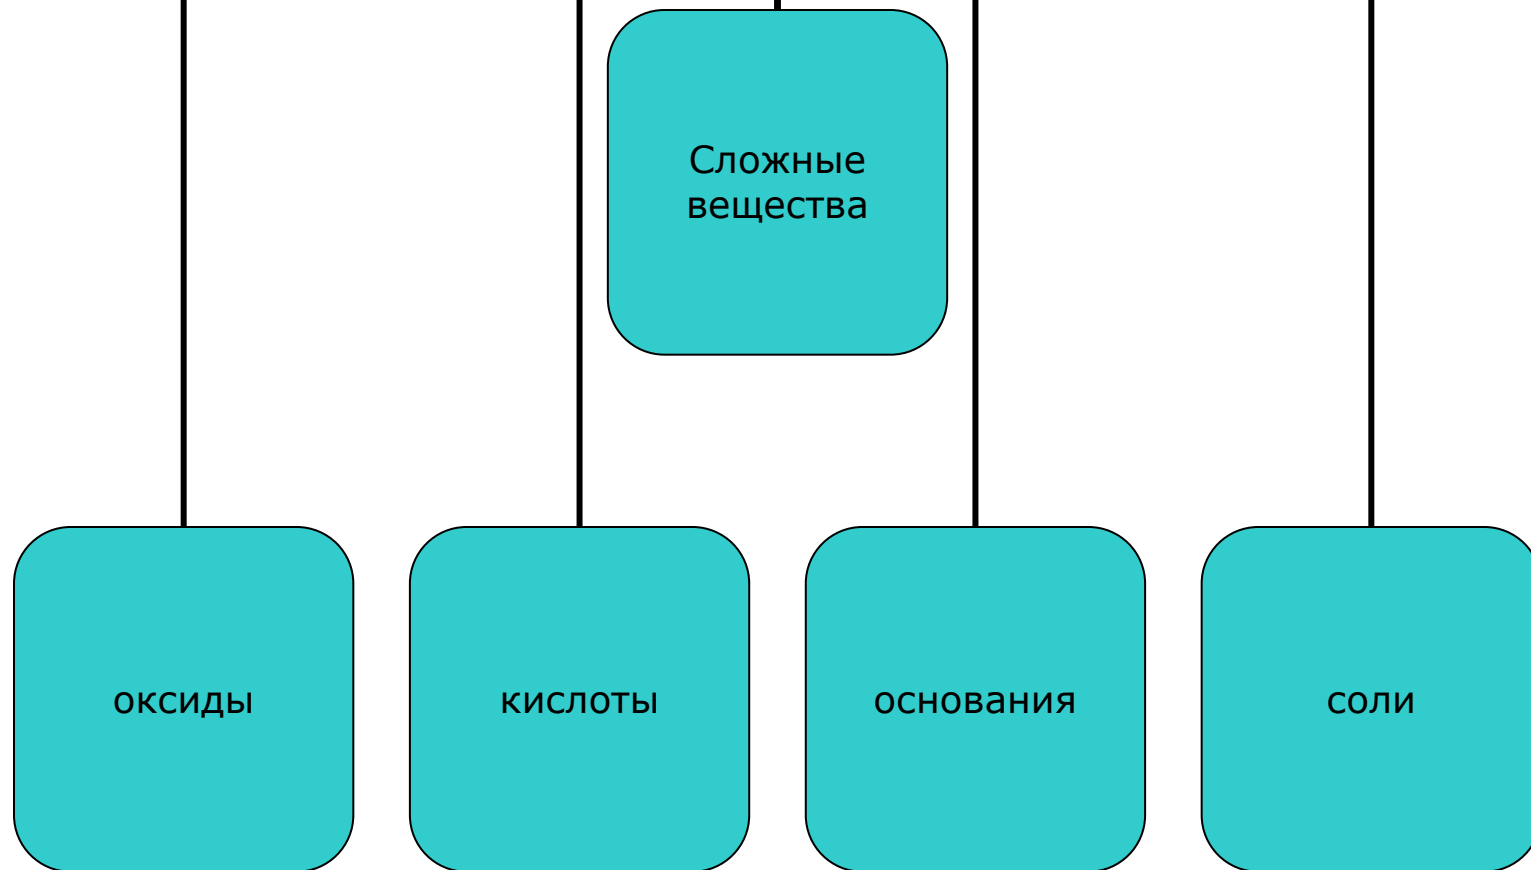 Сложные
вещества
оксиды
кислоты
основания
соли